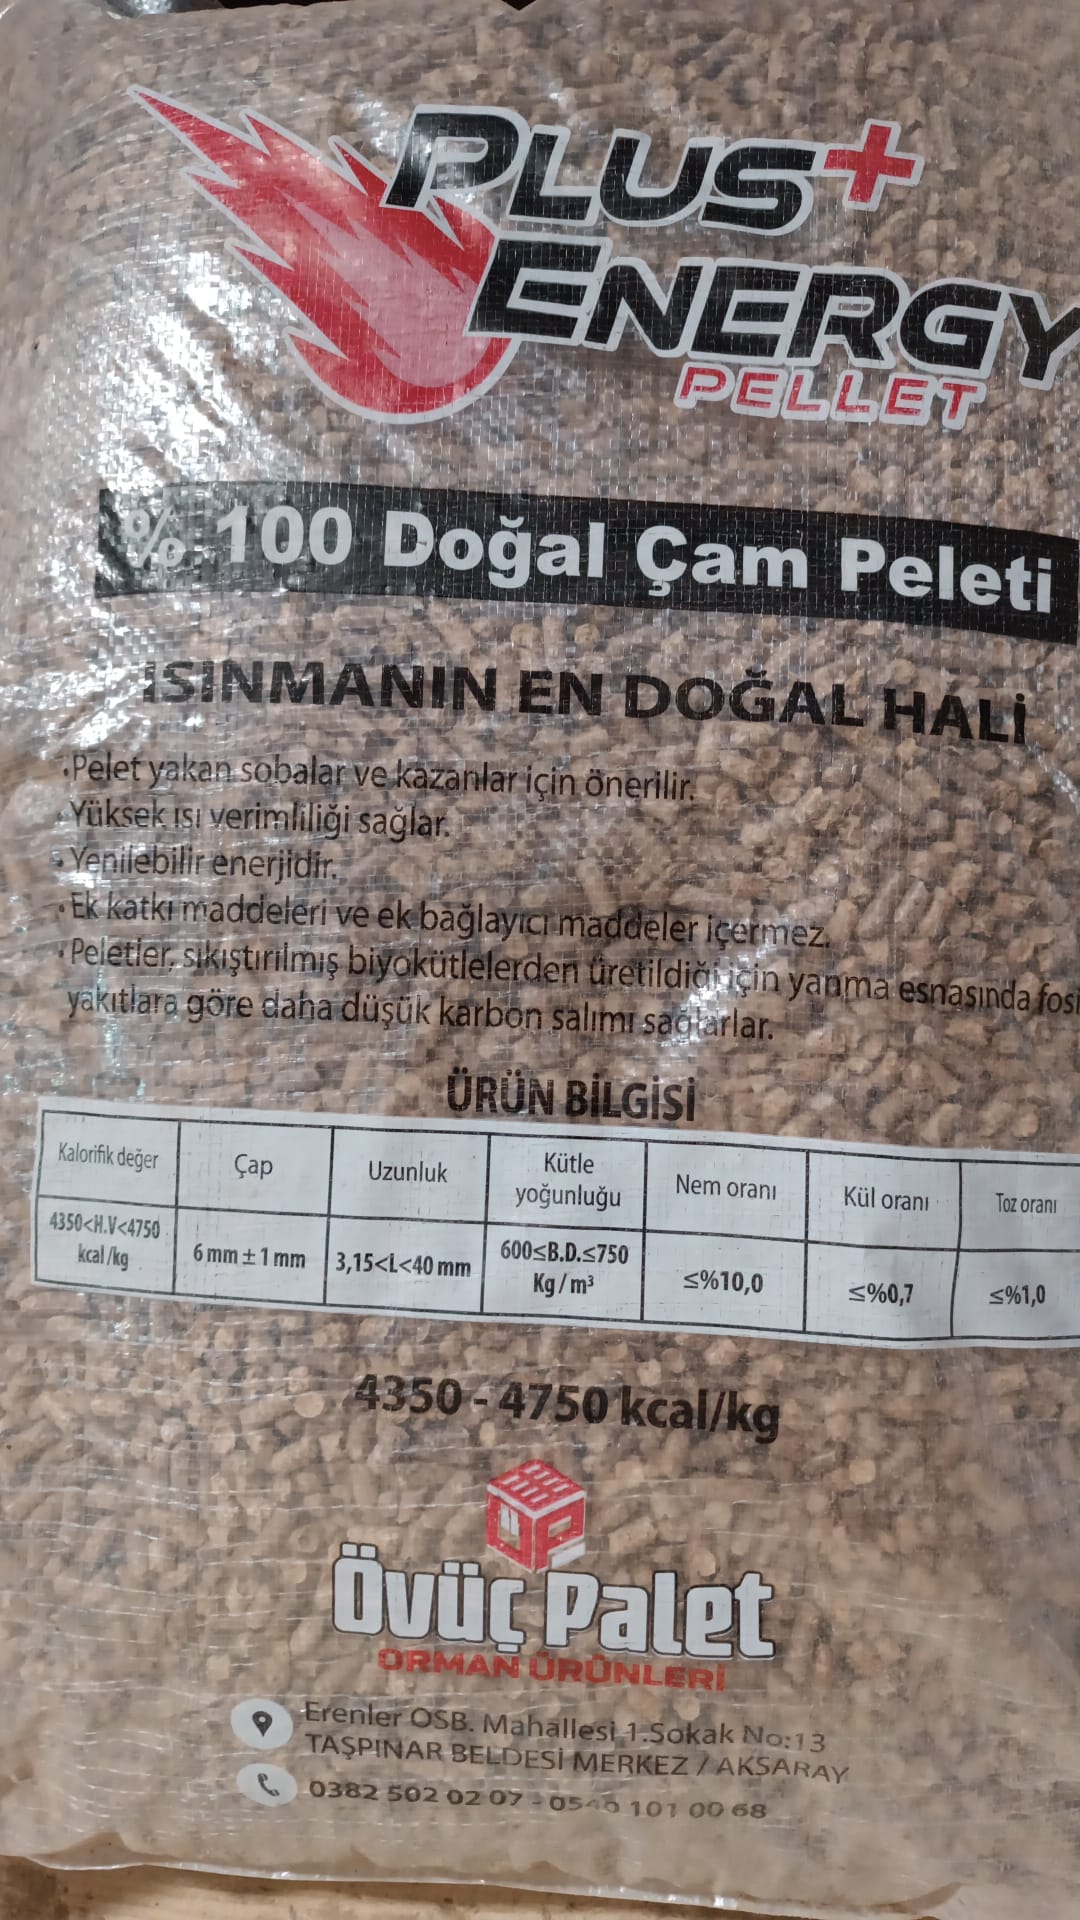 PLUS+
ENERGY
PELLET
% 100 Doğal Çam Peleti
ISINMANIN EN DOĞAL HALİ
•Pelet yakan sobalar ve kazanlar için önerilir.
•Yüksek ısı verimliliği sağlar.
•Yenilebilir enerjidir.
•Ek katkı maddeleri ve ek bağlayıcı maddeler içermez.
•Peletler, sıkıştırılmış biyokütlelerden üretildiği için yanma esnasında fosi
yakıtlara göre daha düşük karbon salımı sağlarlar.
ÜRÜN BİLGİSİ
Kalorifik değer Çap Uzunluk Kütle yoğunluğu Nem oranı Kül oranı Toz oranı
4350<H.V<4750 kcal/kg 6 mm ± 1 mm 3,15<L<40 mm 600≤B.D.≤750 Kg/m³ ≤%10,0 ≤%0,7 ≤%1,0
4350 - 4750 kcal/kg
Övüç Palet
ORMAN ÜRÜNLERİ
Erenler OSB. Mahallesi 1.Sokak No:13
TAŞPINAR BELDESİ MERKEZ / AKSARAY
0382 502 02 07 - 101 00 68